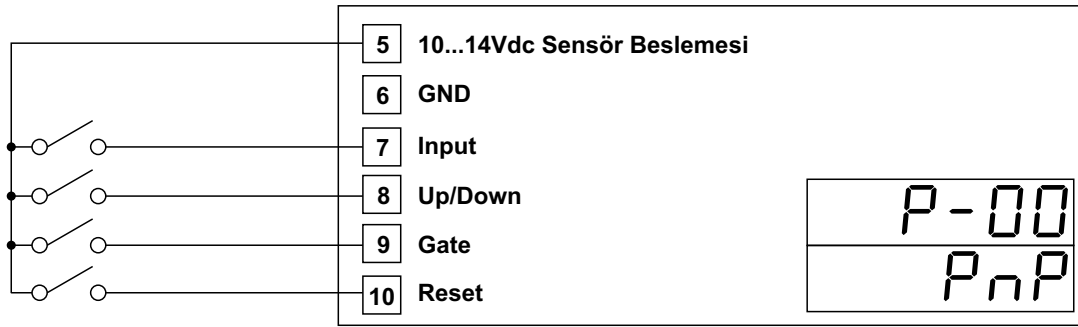 5 10...14Vdc Sensör Beslemesi
6 GND
7 Input
8 Up/Down
9 Gate
10 Reset
P-00
PnP